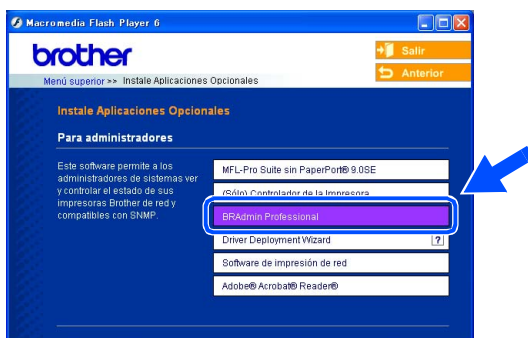 Macromedia Flash Player 6
brother
Salir
Menú superior >> Instale Aplicaciones Opcionales
Anterior
Instale Aplicaciones Opcionales
Para administradores
Este software permite a los
administradores de sistemas ver
y controlar el estado de sus
impresoras Brother de red y
compatibles con SNMP.
MFL-Pro Suite sin PaperPort® 9.0SE
(Sólo) Controlador de la Impresora
BRAdmin Professional
Driver Deployment Wizard ?
Software de impresión de red
Adobe® Acrobat® Reader®